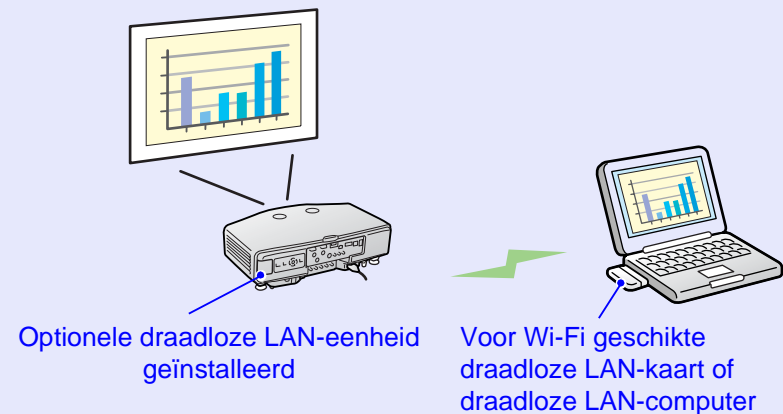 Optionele draadloze LAN-eenheid
geïnstalleerd
Voor Wi-Fi geschikte
draadloze LAN-kaart of
draadloze LAN-computer